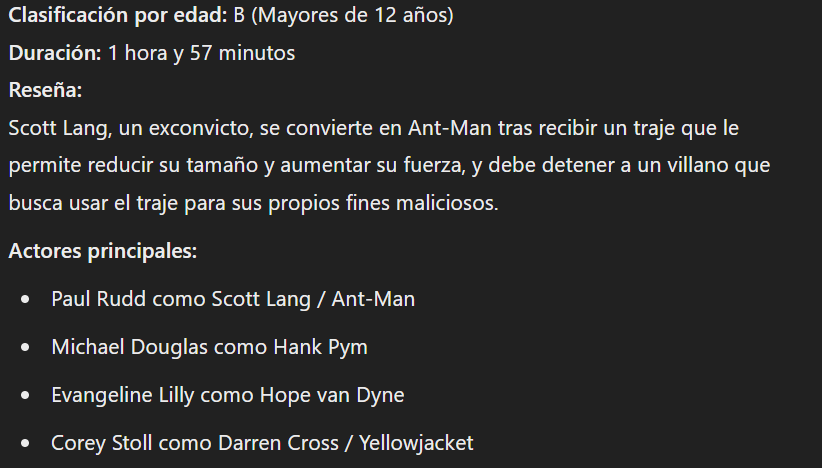 Clasificación por edad: B (Mayores de 12 años)
Duración: 1 hora y 57 minutos
Reseña:
Scott Lang, un exconvicto, se convierte en Ant-Man tras recibir un traje que le
permite reducir su tamaño y aumentar su fuerza, y debe detener a un villano que
busca usar el traje para sus propios fines maliciosos.
Actores principales:
• Paul Rudd como Scott Lang / Ant-Man
• Michael Douglas como Hank Pym
• Evangeline Lilly como Hope van Dyne
• Corey Stoll como Darren Cross / Yellowjacket